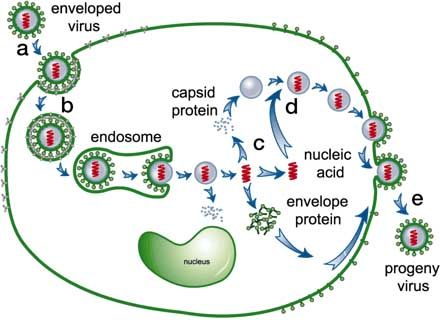 enveloped
virus
a
b
endosome
capsid
protein
d
c
nucleic
acid
envelope
protein
e
nucleus
progeny
virus